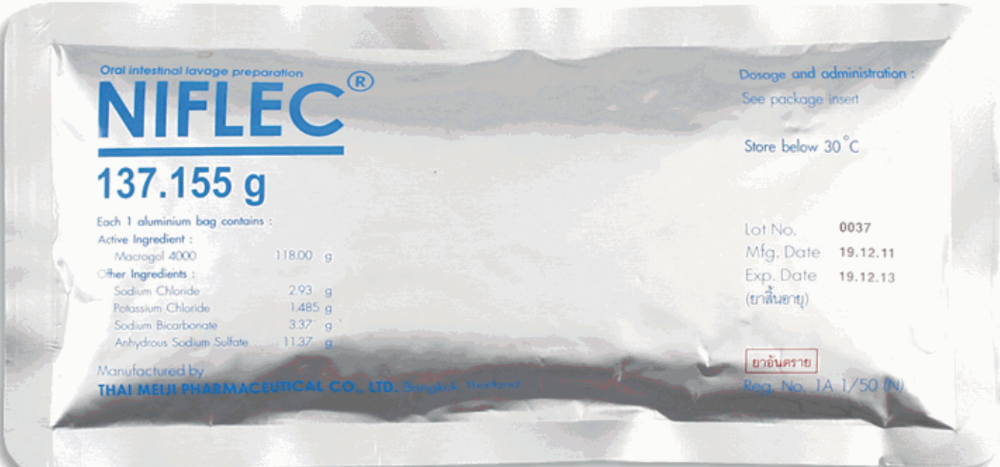 Oral intestinal lavage preparation
NIFLEC®
137.155 g
Each 1 aluminium bag contains :
Active Ingredient :
Macrogol 4000 118.00 g
Other Ingredients :
Sodium Chloride 2.93 g
Potassium Chloride 1.485 g
Sodium Bicarbonate 3.37 g
Anhydrous Sodium Sulfate 11.37 g
Manufactured by
THAI MEIJI PHARMACEUTICAL CO., LTD. Bangkok, Thailand
Dosage and administration :
See package insert
Store below 30°C
Lot No. 0037
Mfg. Date 19.12.11
Exp. Date 19.12.13
(ยาสิ้นอายุ)
ยาอันตราย
Reg. No. 1A 1/50 (N)